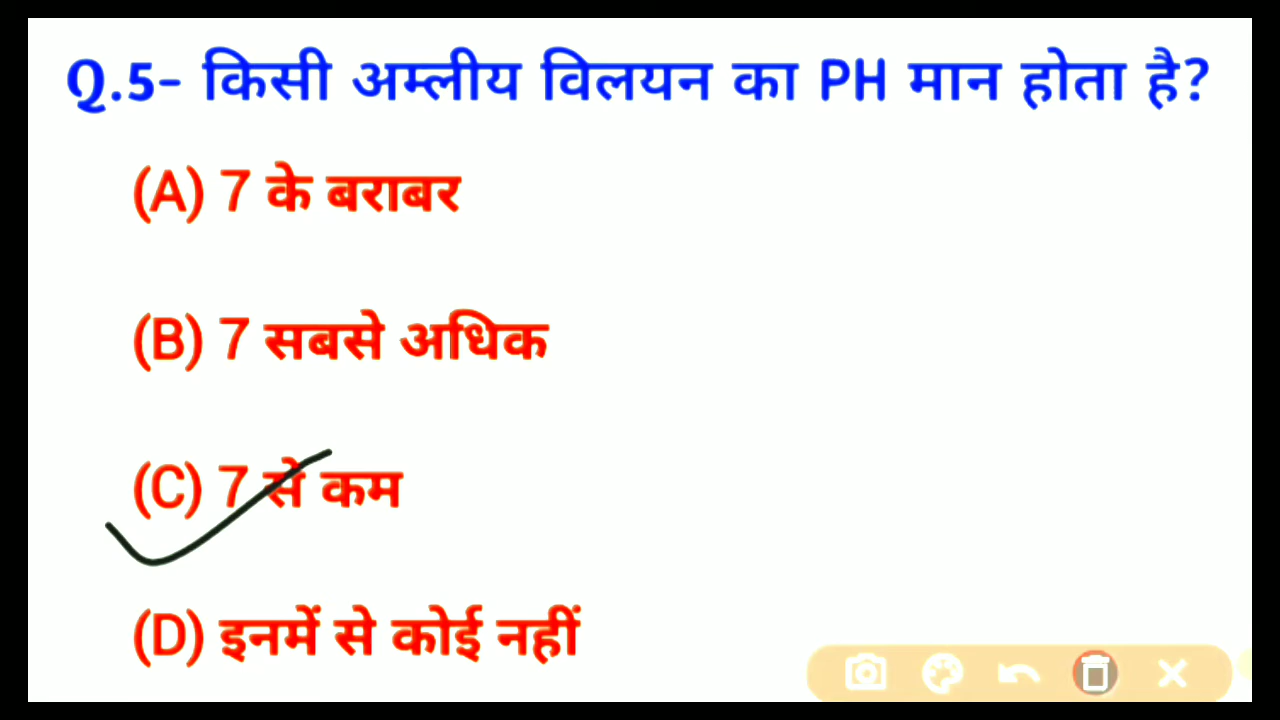 Q.5- किसी अम्लीय विलयन का PH मान होता है?
(A) 7 के बराबर
(B) 7 सबसे अधिक
(C) 7 से कम
(D) इनमें से कोई नहीं